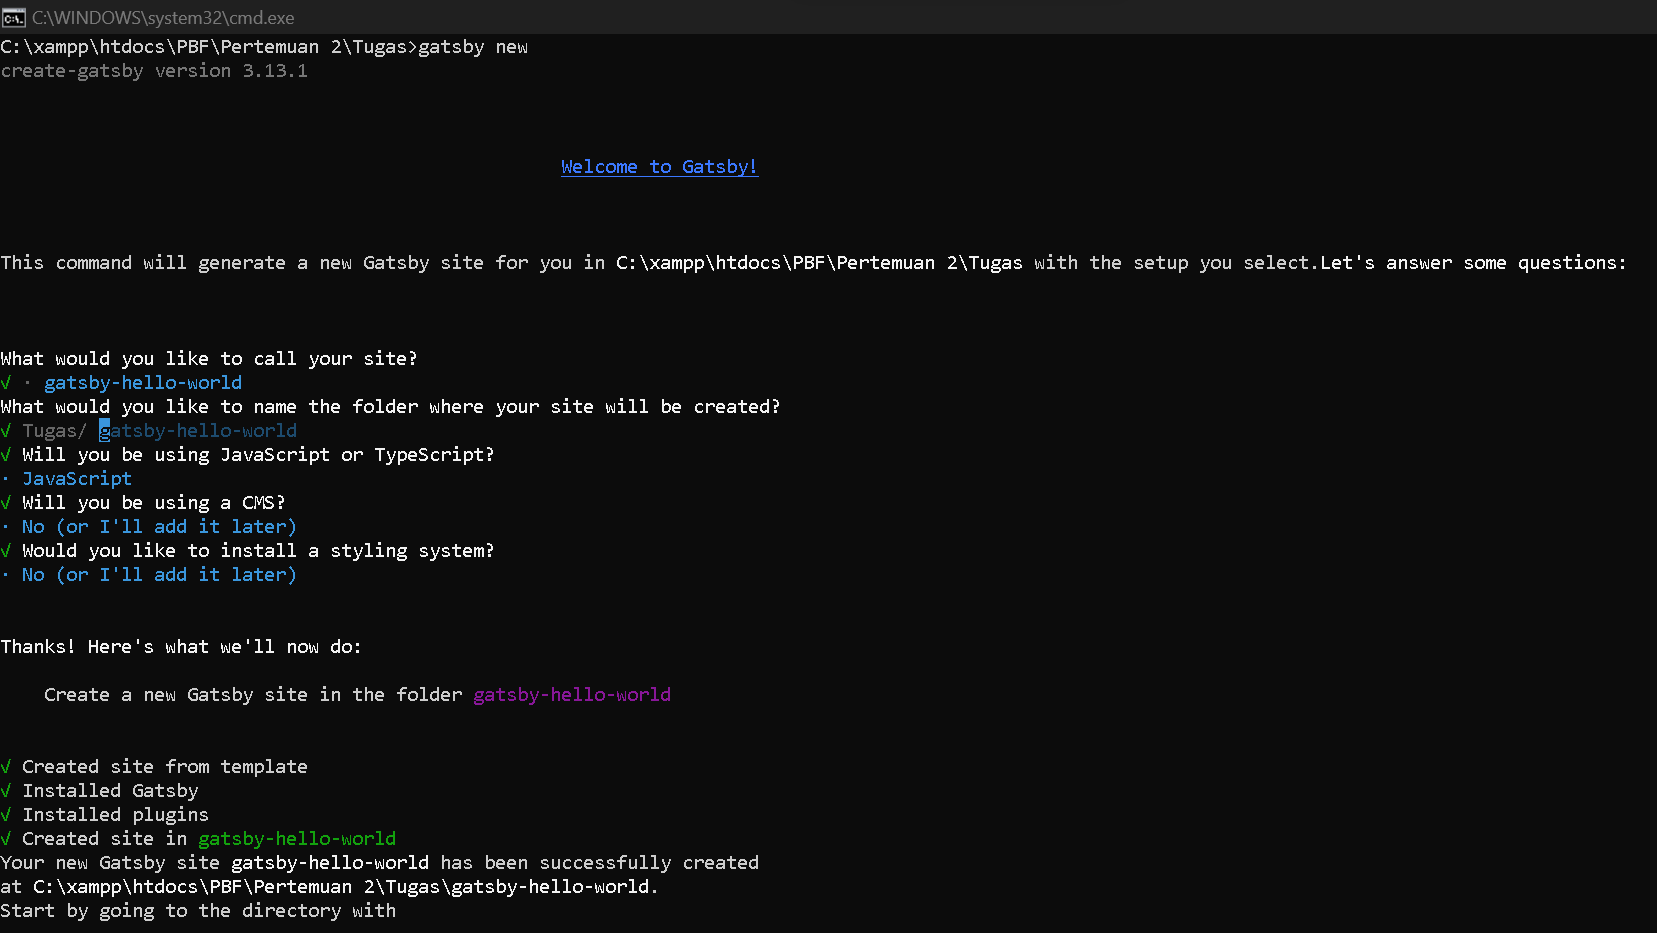 C:\WINDOWS\system32\cmd.exe
C:\xampp\htdocs\PBF\Pertemuan 2\Tugas>gatsby new
create-gatsby version 3.13.1
Welcome to Gatsby!
This command will generate a new Gatsby site for you in C:\xampp\htdocs\PBF\Pertemuan 2\Tugas with the setup you select.Let's answer some questions:
What would you like to call your site?
√ · gatsby-hello-world
What would you like to name the folder where your site will be created?
√ Tugas/ gatsby-hello-world
√ Will you be using JavaScript or TypeScript?
· JavaScript
√ Will you be using a CMS?
· No (or I'll add it later)
√ Would you like to install a styling system?
· No (or I'll add it later)
Thanks! Here's what we'll now do:
Create a new Gatsby site in the folder gatsby-hello-world
√ Created site from template
√ Installed Gatsby
√ Installed plugins
√ Created site in gatsby-hello-world
Your new Gatsby site gatsby-hello-world has been successfully created
at C:\xampp\htdocs\PBF\Pertemuan 2\Tugas\gatsby-hello-world.
Start by going to the directory with